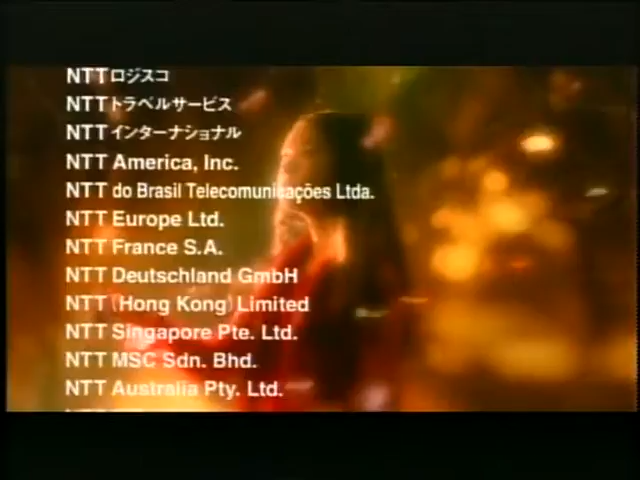 NTTロジスコ
NTTトラベルサービス
NTTインターナショナル
NTT America, Inc.
NTT do Brasil Telecomunicações Ltda.
NTT Europe Ltd.
NTT France S.A.
NTT Deutschland GmbH
NTT (Hong Kong) Limited
NTT Singapore Pte. Ltd.
NTT MSC Sdn. Bhd.
NTT Australia Pty. Ltd.